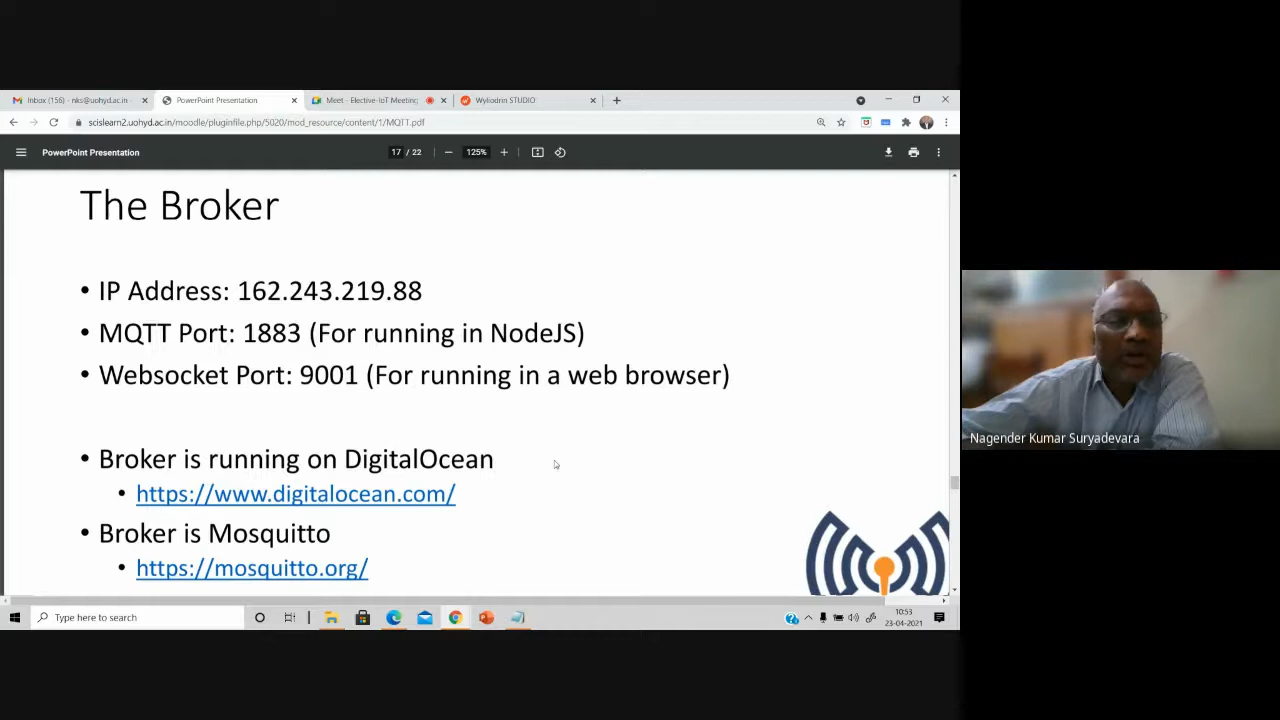 Inbox (156) - nks@uohyd.ac.in -
PowerPoint Presentation
Meet - Elective-IoT Meeting
Wyliodrin STUDIO
scislearn2.uohyd.ac.in/moodle/pluginfile.php/5020/mod_resource/content/1/MQTT.pdf
PowerPoint Presentation
17 / 22
125%
The Broker
• IP Address: 162.243.219.88
• MQTT Port: 1883 (For running in NodeJS)
• Websocket Port: 9001 (For running in a web browser)
• Broker is running on DigitalOcean
• https://www.digitalocean.com/
• Broker is Mosquitto
• https://mosquitto.org/
Nagender Kumar Suryadevara
Type here to search
10:53
23-04-2021